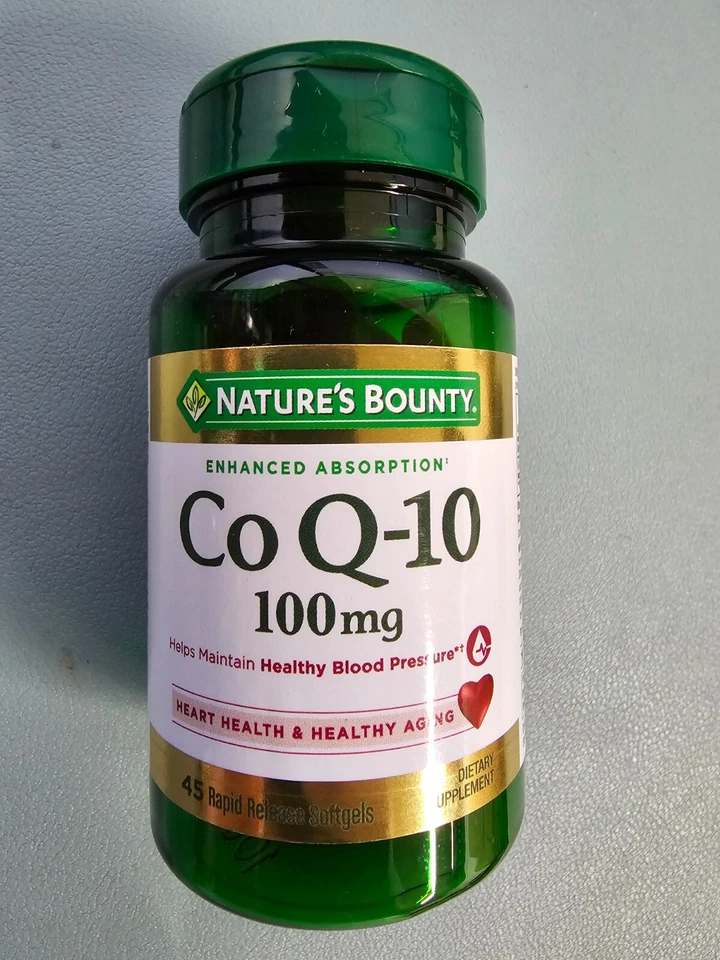 NATURE'S BOUNTY®
ENHANCED ABSORPTION‡
Co Q-10
100mg
Helps Maintain Healthy Blood Pressure*†
HEART HEALTH & HEALTHY AGING
45 Rapid Release Softgels
DIETARY
SUPPLEMENT